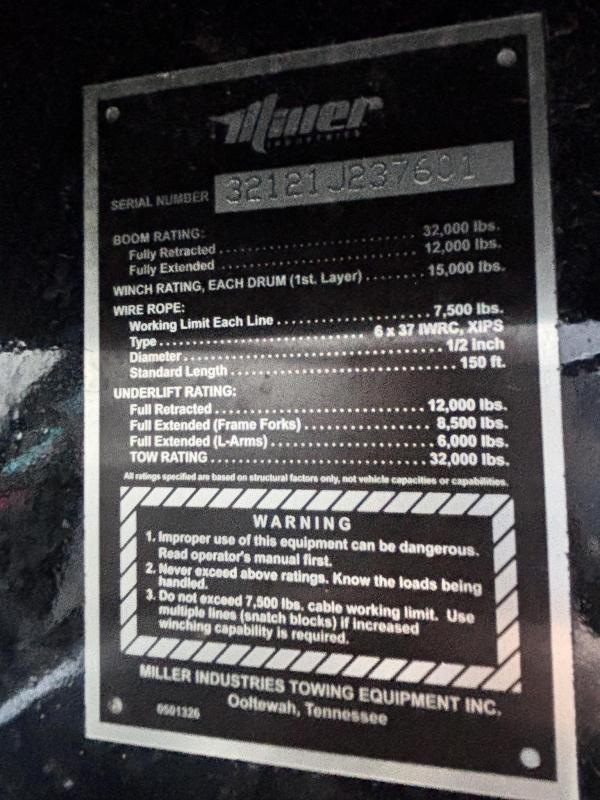 Miller
INDUSTRIES
SERIAL NUMBER 32121J2376C1
BOOM RATING:
Fully Retracted 32,000 lbs.
Fully Extended 12,000 lbs.
WINCH RATING, EACH DRUM (1st. Layer) 15,000 lbs.
WIRE ROPE:
Working Limit Each Line 7,500 lbs.
Type 6 x 37 IWRC, XIPS
Diameter 1/2 Inch
Standard Length 150 ft.
UNDERLIFT RATING:
Full Retracted 12,000 lbs.
Full Extended (Frame Forks) 8,500 lbs.
Full Extended (L-Arms) 6,000 lbs.
TOW RATING 32,000 lbs.
All ratings specified are based on structural factors only, not vehicle capacities or capabilities.
WARNING
1. Improper use of this equipment can be dangerous.
Read operator's manual first.
2. Never exceed above ratings. Know the loads being
handled.
3. Do not exceed 7,500 lbs. cable working limit. Use
multiple lines (snatch blocks) if increased
winching capability is required.
MILLER INDUSTRIES TOWING EQUIPMENT INC.
Ooltewah, Tennessee
0501326